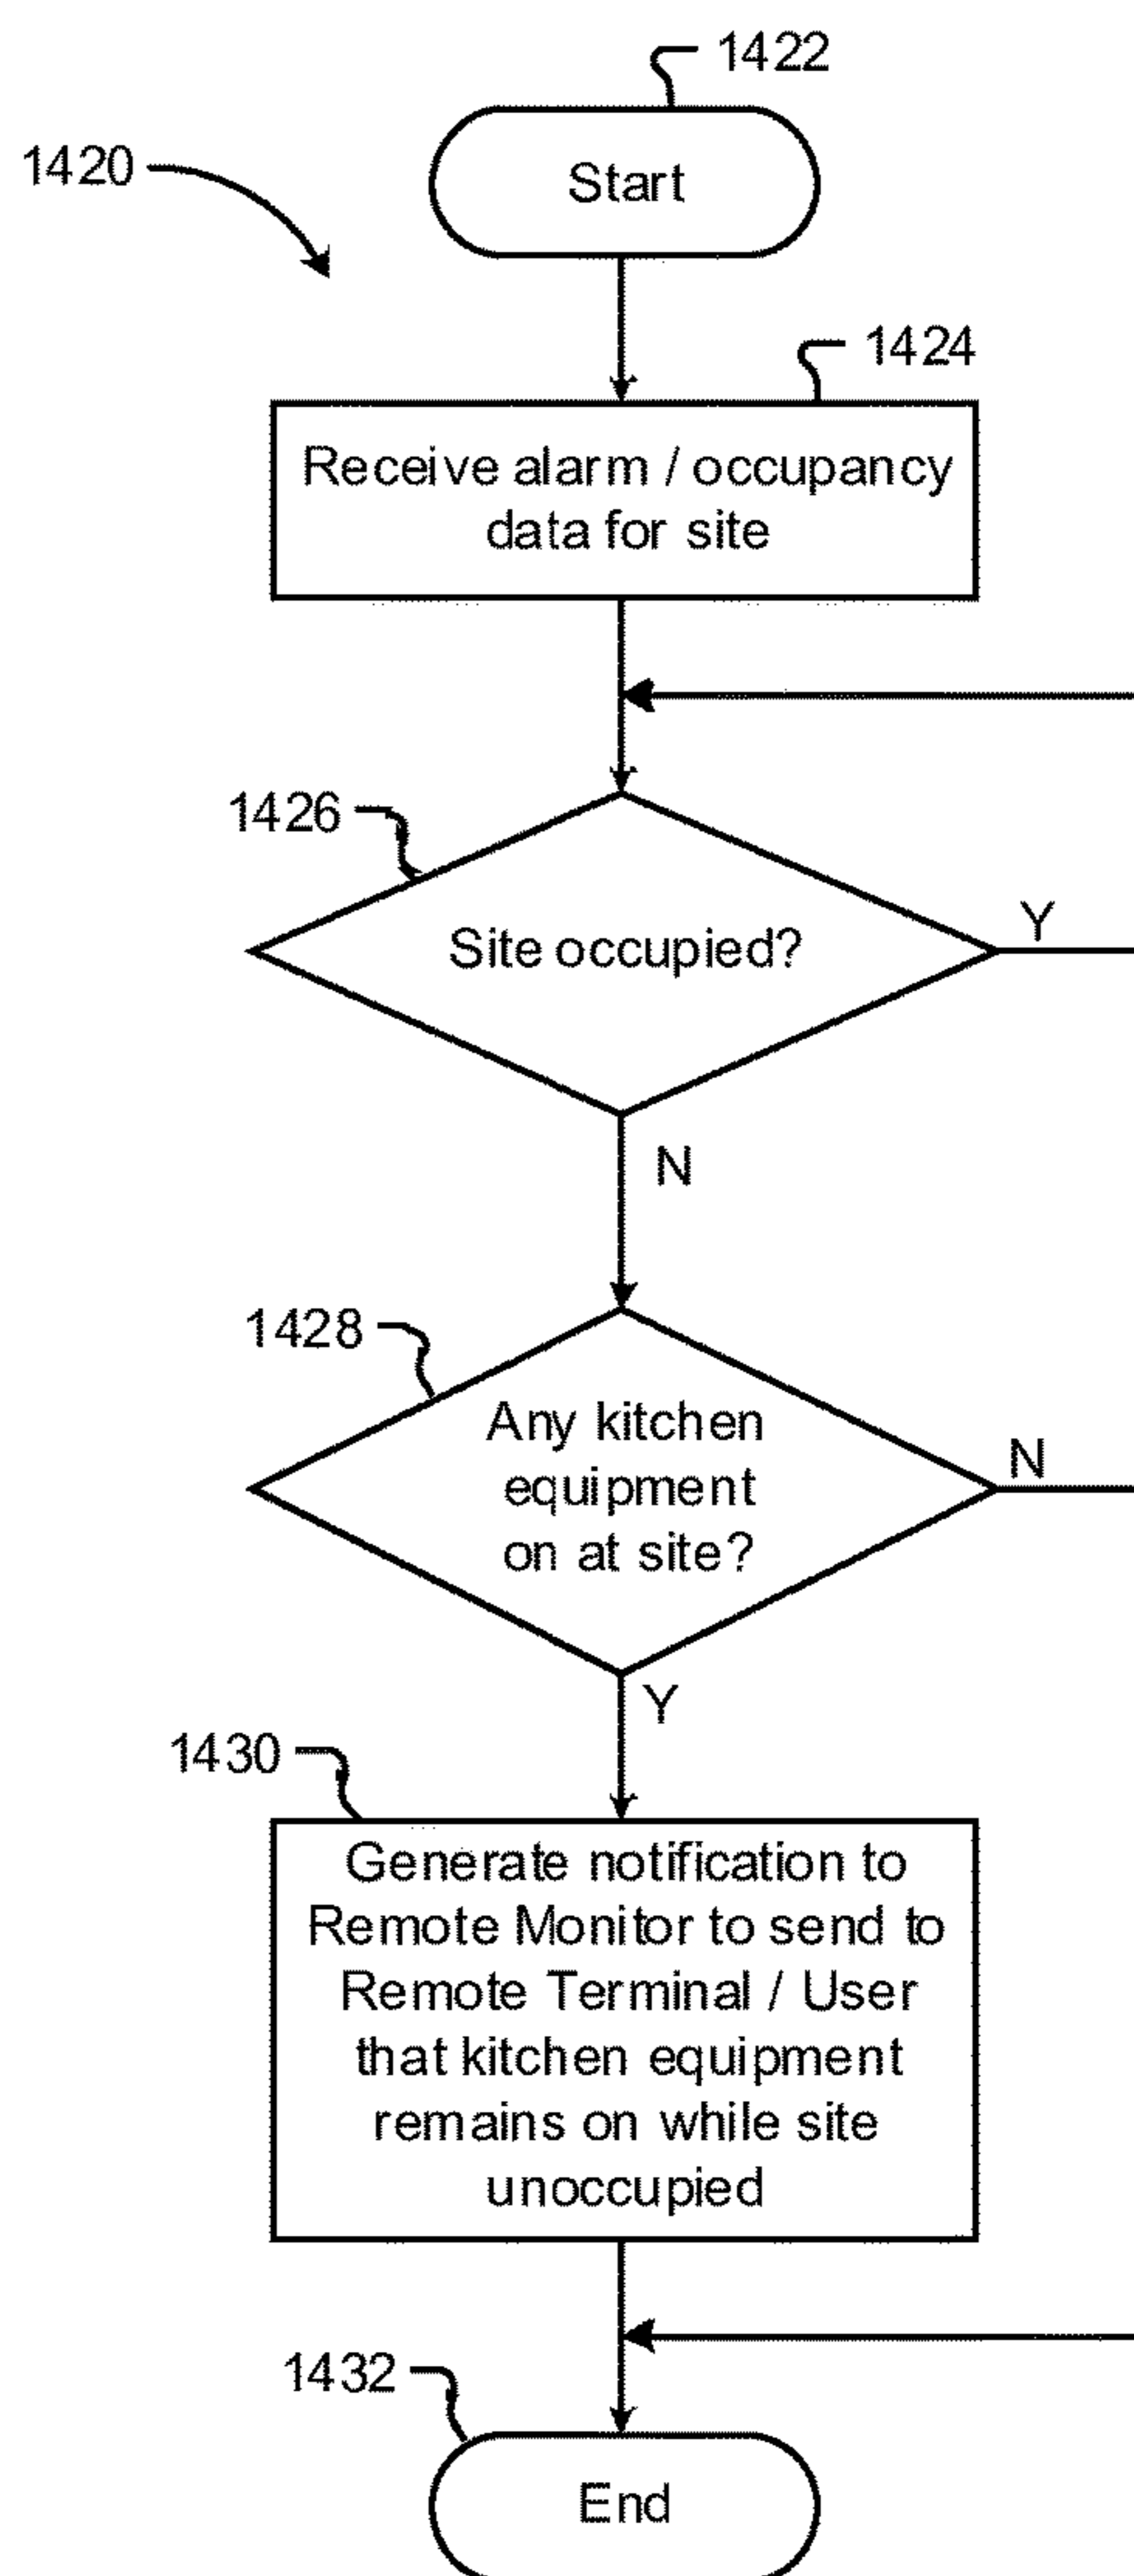 1422
1420
Start
1424
Receive alarm / occupancy
data for site
1426
Y
Site occupied?
N
1428
Any kitchen
equipment
on at site?
N
Y
1430
Generate notification to
Remote Monitor to send to
Remote Terminal / User
that kitchen equipment
remains on while site
unoccupied
1432
End